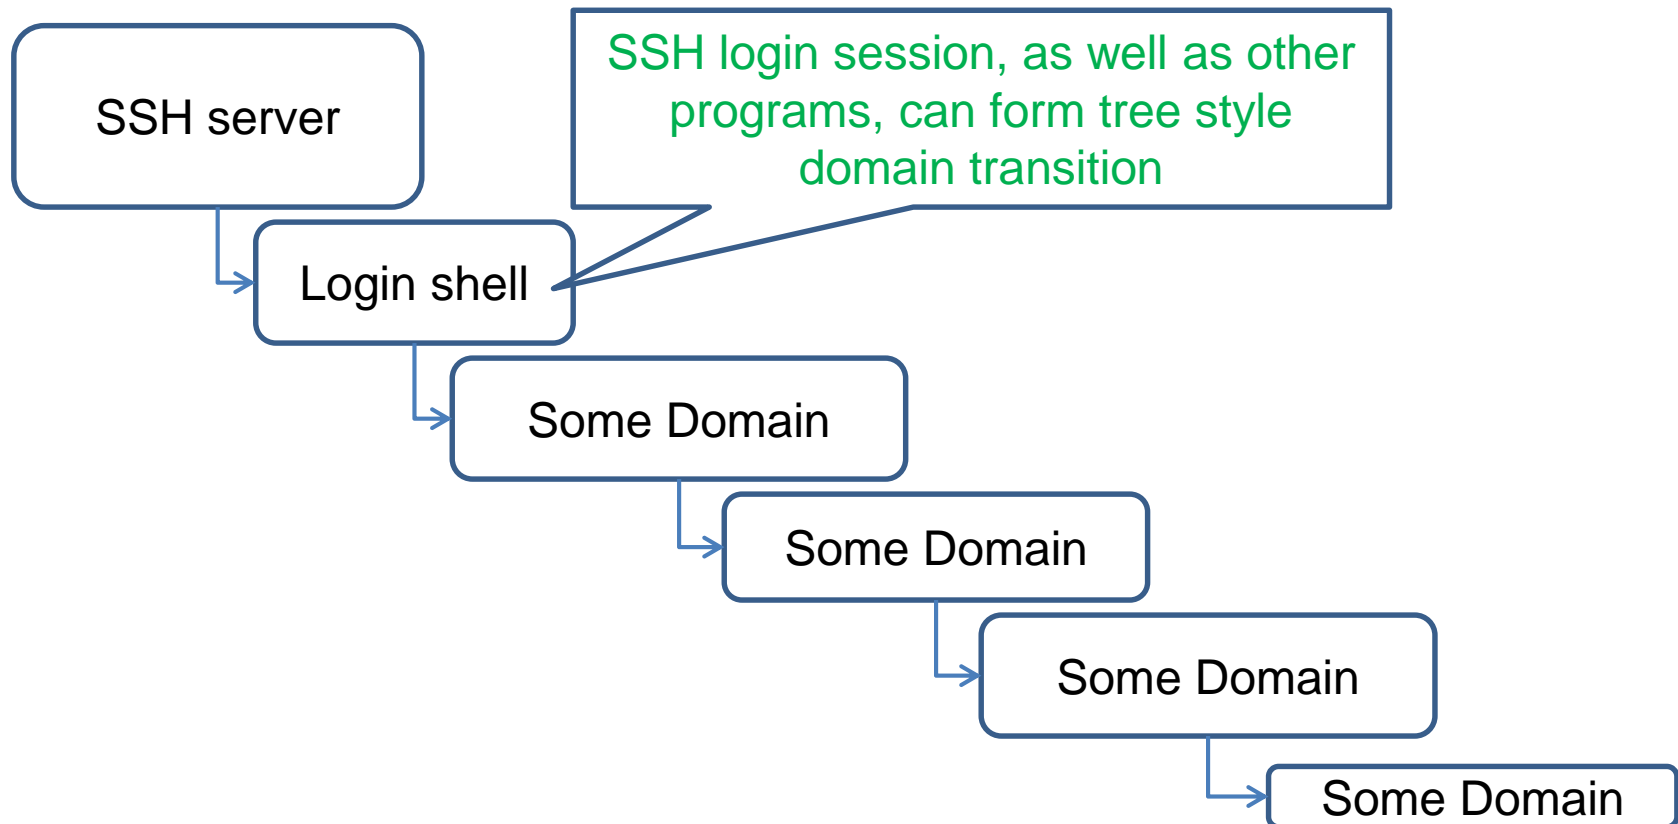 SSH server
SSH login session, as well as other
programs, can form tree style
domain transition
Login shell
Some Domain
Some Domain
Some Domain
Some Domain